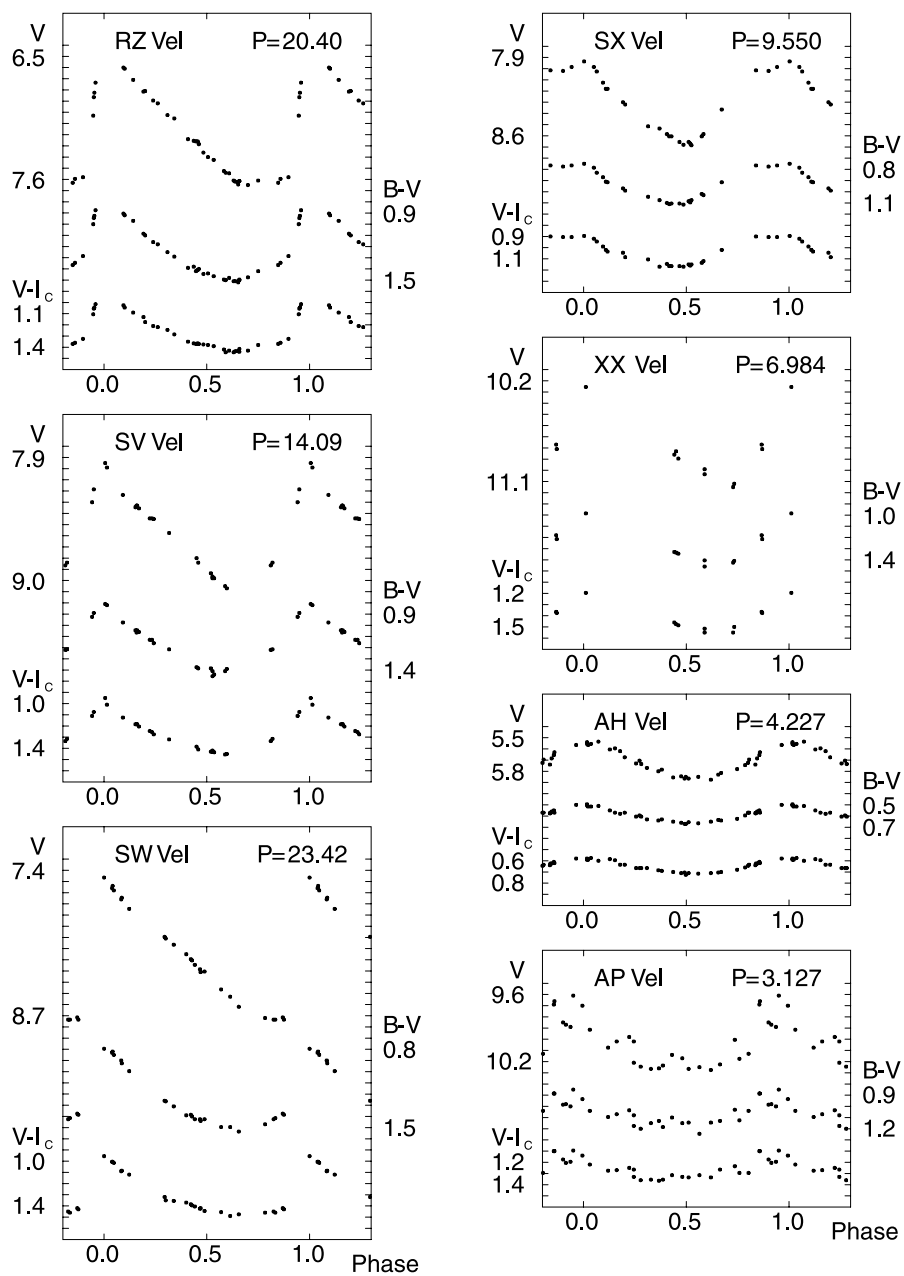 V
RZ Vel P=20.40
6.5
7.6
B-V
0.9
1.5
V-Ic
1.1
1.4
0.0 0.5 1.0
V
SV Vel P=14.09
7.9
9.0
B-V
0.9
1.4
V-Ic
1.0
1.4
0.0 0.5 1.0
V
SW Vel P=23.42
7.4
8.7
B-V
0.8
1.5
V-Ic
1.0
1.4
0.0 0.5 1.0
Phase
V
SX Vel P=9.550
7.9
8.6
B-V
0.8
1.1
V-Ic
0.9
1.1
0.0 0.5 1.0
V
XX Vel P=6.984
10.2
11.1
B-V
1.0
1.4
V-Ic
1.2
1.5
0.0 0.5 1.0
V
AH Vel P=4.227
5.5
5.8
B-V
0.5
0.7
V-Ic
0.6
0.8
0.0 0.5 1.0
V
AP Vel P=3.127
9.6
10.2
B-V
0.9
1.2
V-Ic
1.2
1.4
0.0 0.5 1.0
Phase